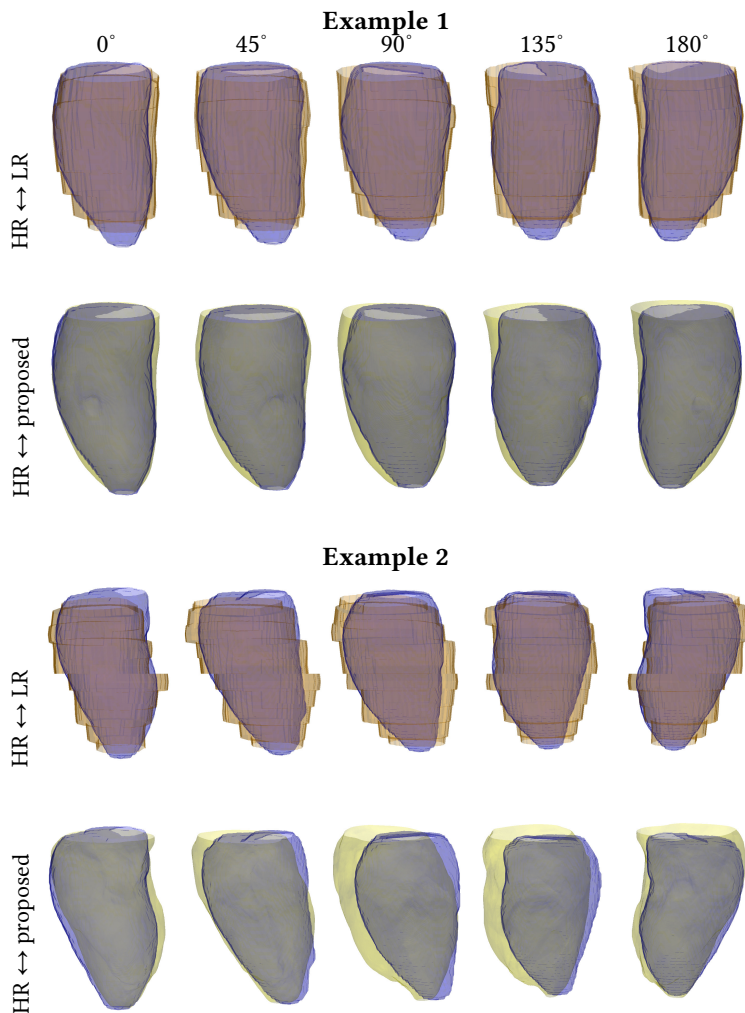 Example 1
0° 45° 90° 135° 180°
HR ↔ LR
HR ↔ proposed
Example 2
HR ↔ LR
HR ↔ proposed